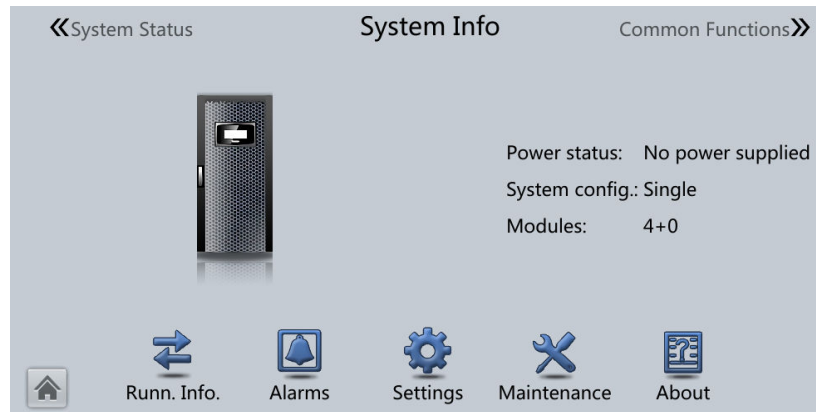 «System Status System Info Common Functions»
Power status: No power supplied
System config.: Single
Modules: 4+0
Runn. Info. Alarms Settings Maintenance About